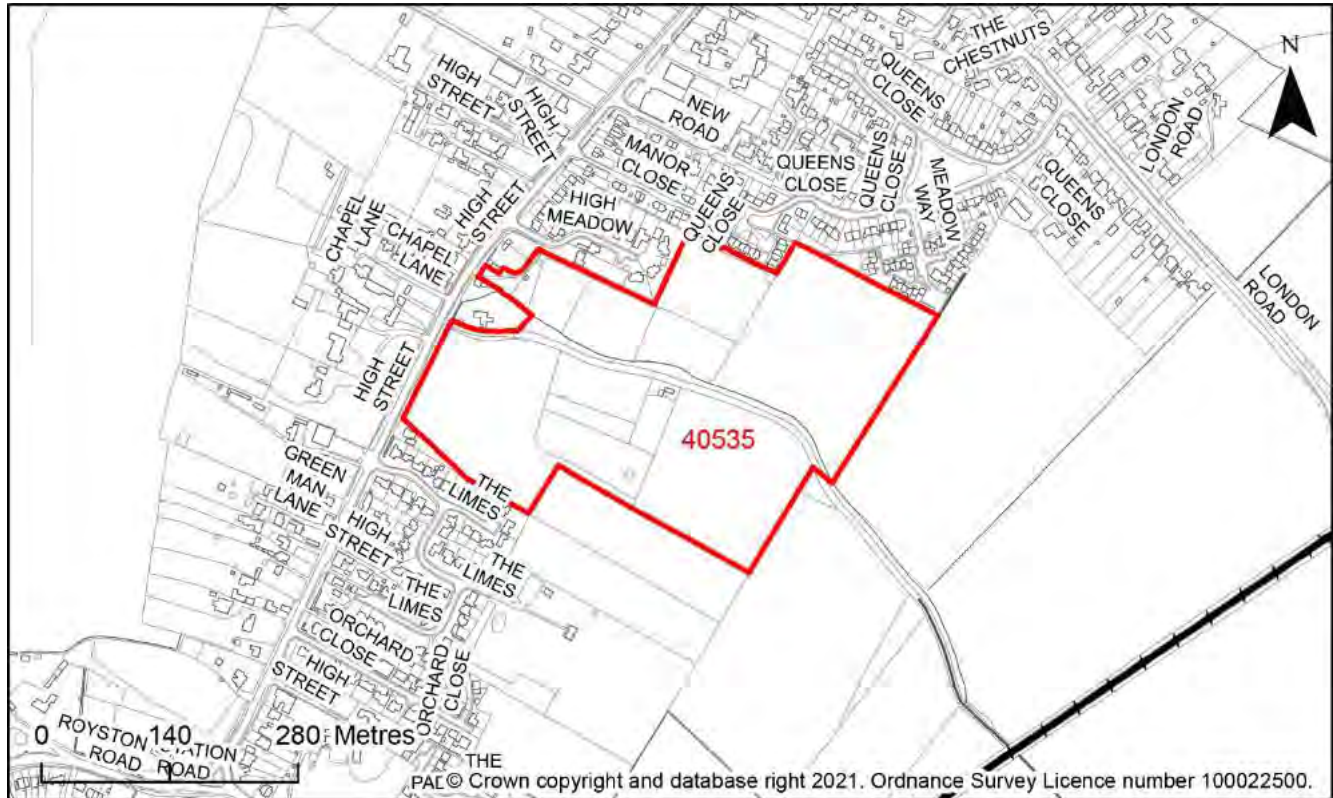 THE
CHESTNUTS
N
QUEENS
CLOSE
LONDON
ROAD
HIGH
STREET
HIGH
STREET
NEW
ROAD
MANOR
CLOSE
QUEENS
CLOSE
QUEENS
CLOSE
MEADOW
WAY
QUEENS
CLOSE
HIGH
STREET
HIGH
MEADOW
QUEENS
CLOSE
CHAPEL
LANE
CHAPEL
LANE
LONDON
ROAD
HIGH
STREET
40535
GREEN
MAN
LANE
THE
LIMES
HIGH
STREET
THE
LIMES
THE
LIMES
ORCHARD
CLOSE
HIGH
STREET
ORCHARD
CLOSE
ROYSTON
ROAD
ROAD
0 140 280 Metres
THE
PAL© Crown copyright and database right 2021. Ordnance Survey Licence number 100022500.